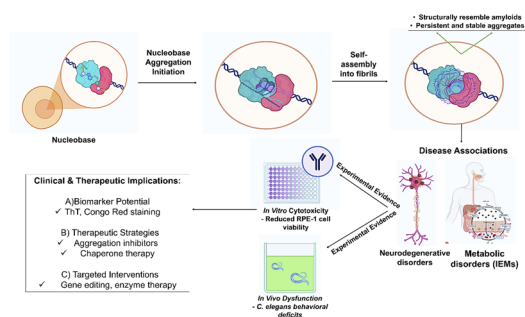 • Structurally resemble amyloids
• Persistent and stable aggregates
Nucleobase
Aggregation
Initiation
Self-
assembly
into fibrils
Nucleobase
Disease Associations
Clinical & Therapeutic Implications:
A)Biomarker Potential
✓ ThT, Congo Red staining
B) Therapeutic Strategies
✓ Aggregation inhibitors
✓ Chaperone therapy
C) Targeted Interventions
✓ Gene editing, enzyme therapy
In Vitro Cytotoxicity
- Reduced RPE-1 cell
viability
Experimental Evidence
Experimental Evidence
In Vivo Dysfunction
- C. elegans behavioral
deficits
Neurodegenerative
disorders
Metabolic
disorders (IEMs)